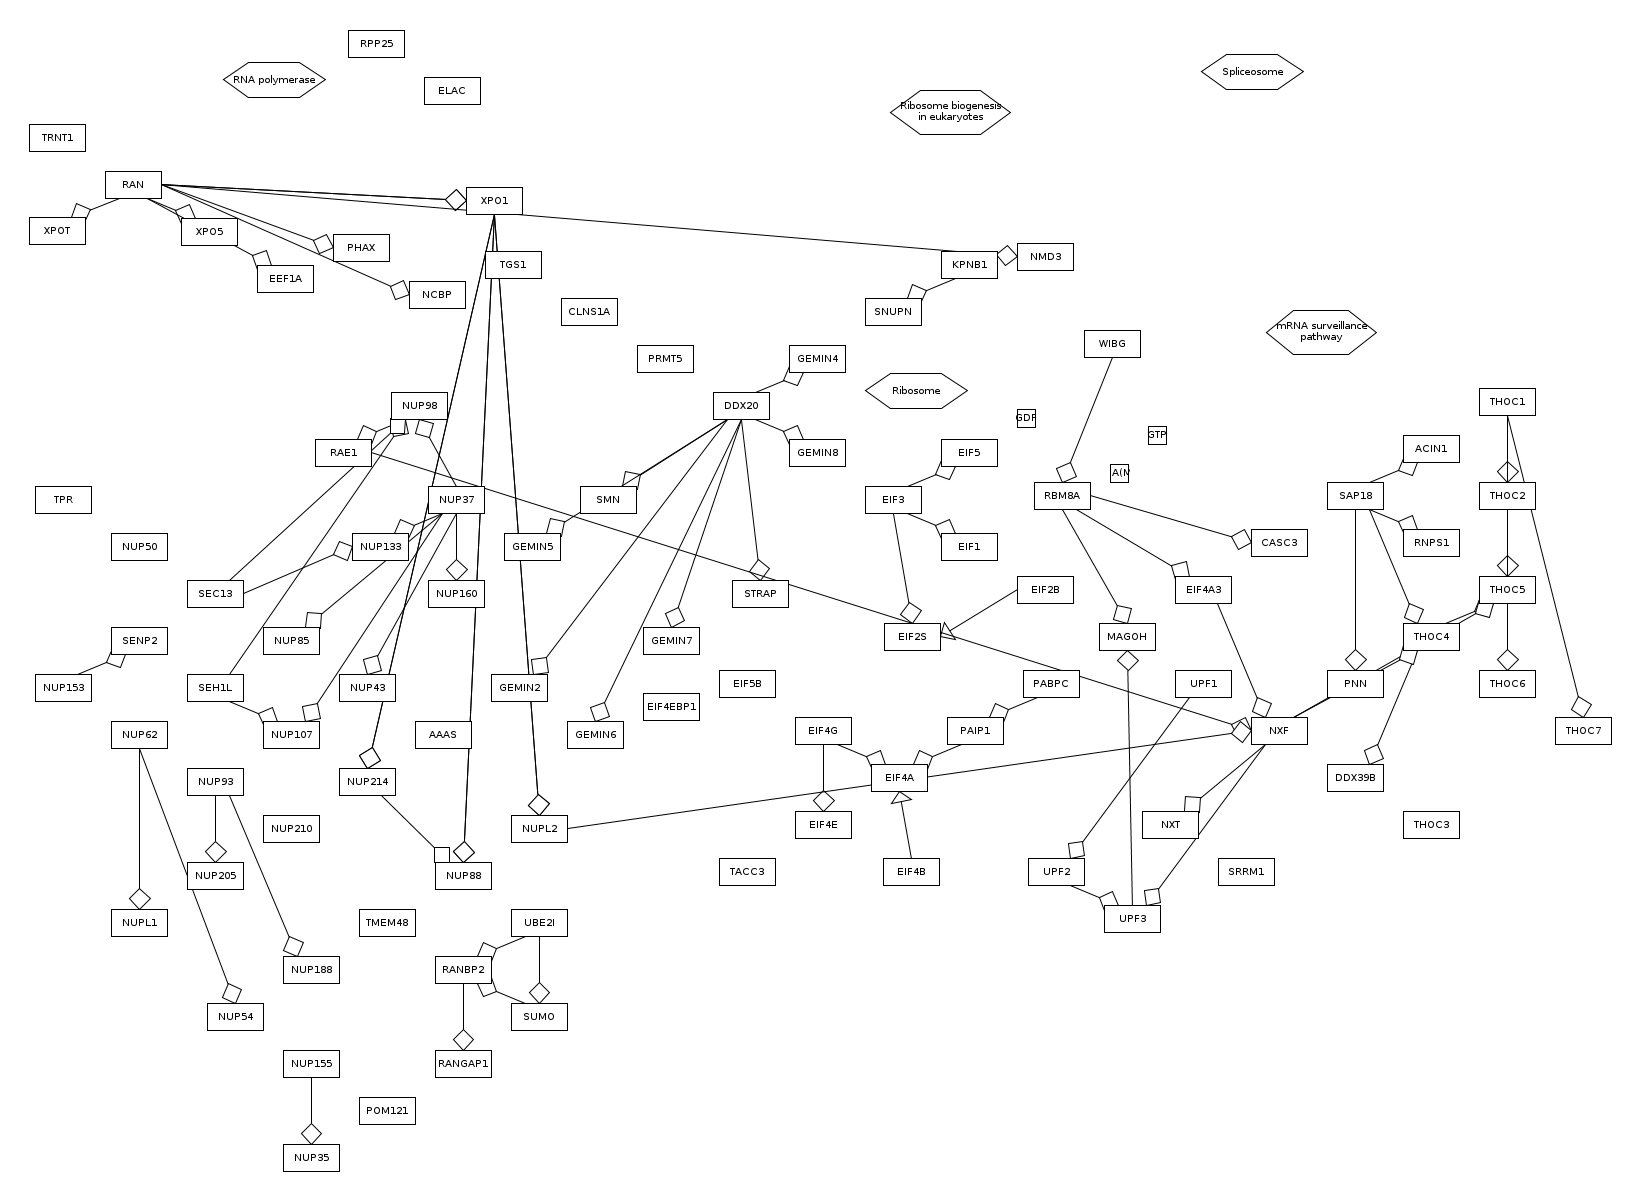 RPP25
Spliceosome
RNA polymerase
ELAC
Ribosome biogenesis
in eukaryotes
TRNT1
RAN
XPO1
XPOT
XPO5
PHAX
NMD3
TGS1
KPNB1
EEF1A
NCBP
CLNS1A
SNUPN
mRNA surveillance
pathway
WIBG
PRMT5
GEMIN4
Ribosome
THOC1
NUP98
DDX20
GDP
GTP
ACIN1
RAE1
GEMIN8
EIF5
A(M
TPR
NUP37
SMN
EIF3
RBM8A
SAP18
THOC2
NUP50
NUP133
GEMIN5
EIF1
CASC3
RNPS1
SEC13
NUP160
STRAP
EIF2B
EIF4A3
THOC5
SENP2
NUP85
GEMIN7
EIF2S
MAGOH
THOC4
NUP153
SEH1L
NUP43
GEMIN2
EIF5B
PABPC
UPF1
PNN
THOC6
EIF4EBP1
NUP62
NUP107
AAAS
GEMIN6
EIF4G
PAIP1
NXF
THOC7
NUP93
NUP214
EIF4A
DDX39B
NUP210
NUPL2
EIF4E
NXT
THOC3
NUP205
NUP88
TACC3
EIF4B
UPF2
SRRM1
NUPL1
TMEM48
UBE2I
UPF3
NUP188
RANBP2
NUP54
SUMO
NUP155
RANGAP1
POM121
NUP35